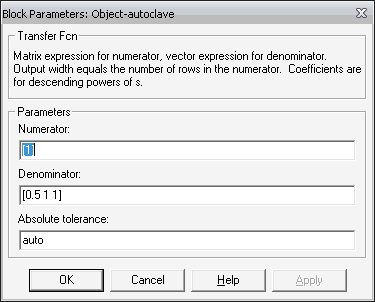 Block Parameters: Object-autoclave
Transfer Fcn
Matrix expression for numerator, vector expression for denominator.
Output width equals the number of rows in the numerator. Coefficients are
for descending powers of s.
Parameters
Numerator:
[1]
Denominator:
[0.5 1 1]
Absolute tolerance:
auto
OK Cancel Help Apply